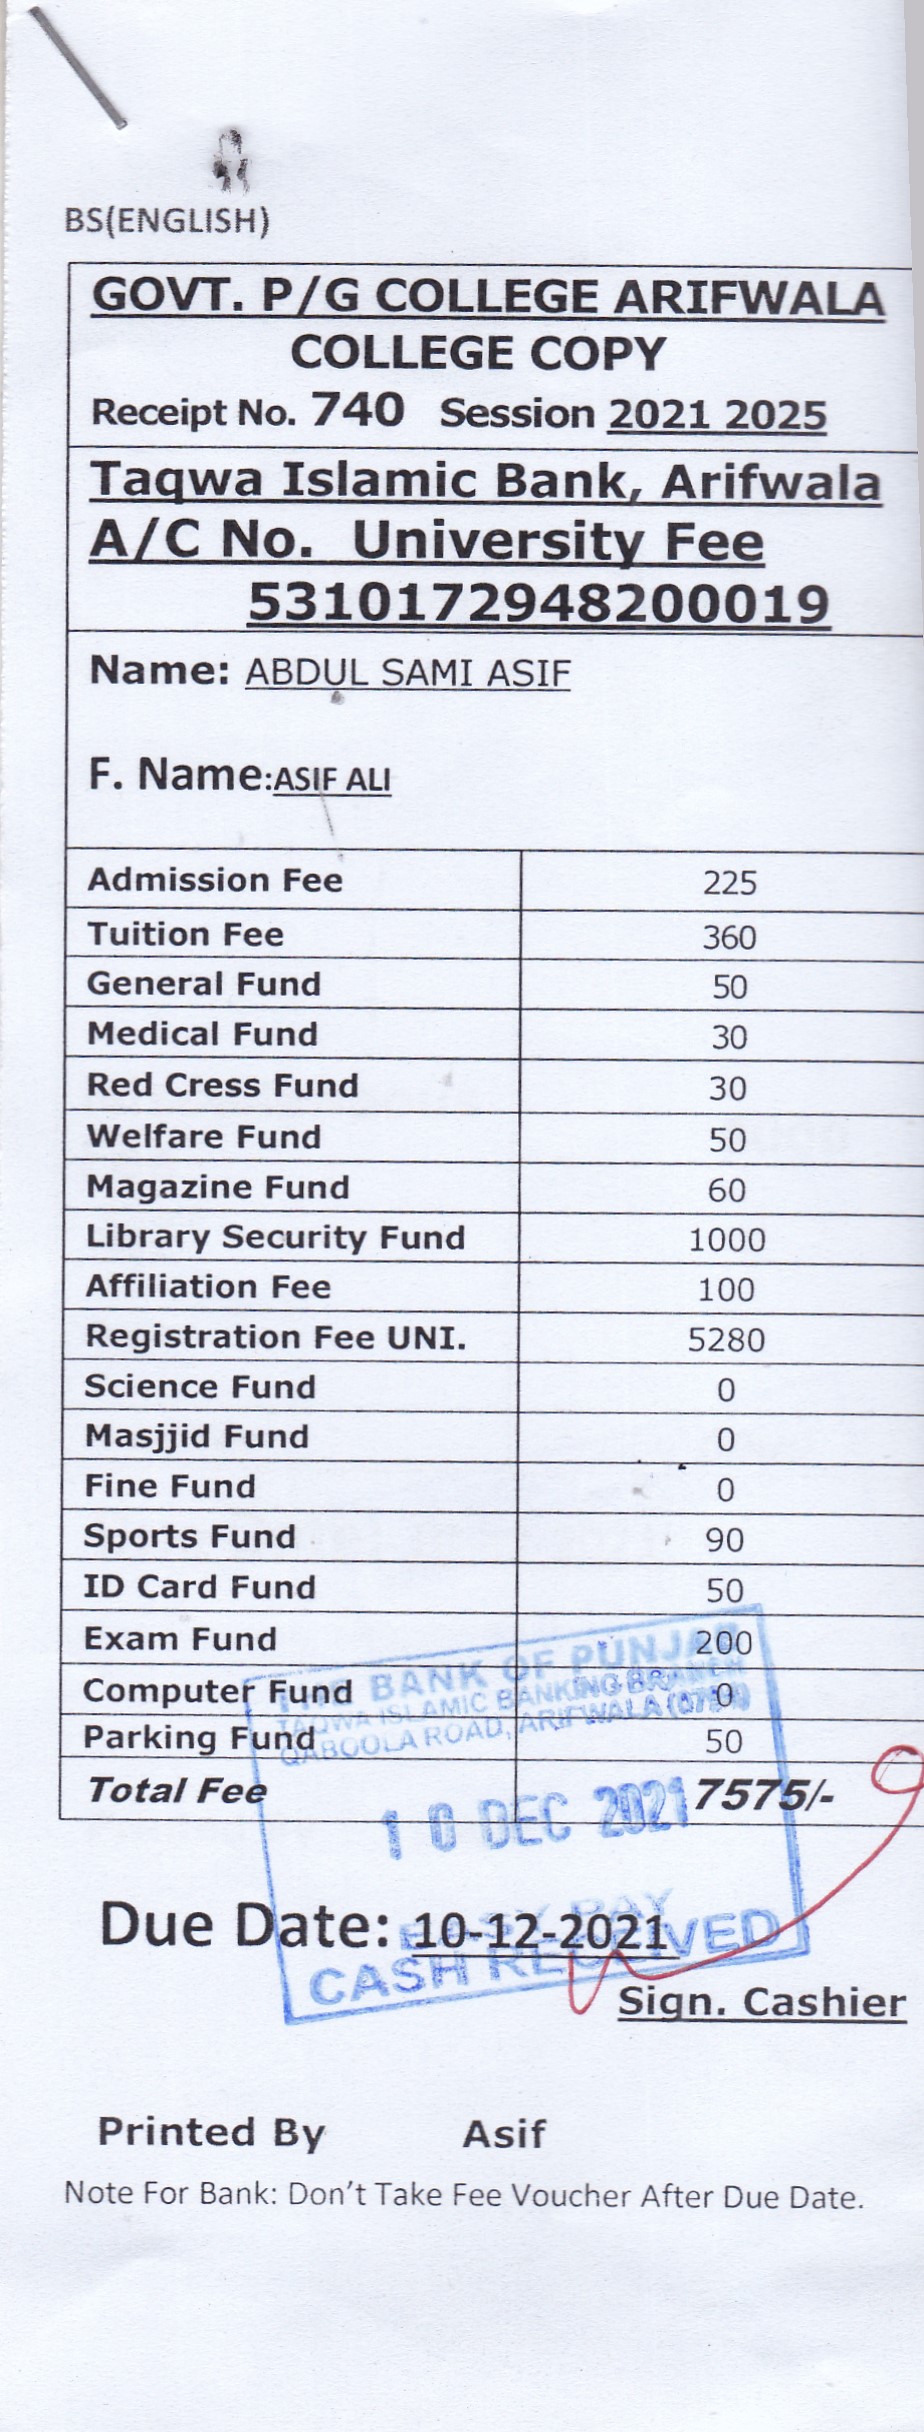 BS(ENGLISH)
GOVT. P/G COLLEGE ARIFWALA
COLLEGE COPY
Receipt No. 740 Session 2021 2025
Taqwa Islamic Bank, Arifwala
A/C No. University Fee
5310172948200019
Name: ABDUL SAMI ASIF
F. Name:ASIF ALI
Admission Fee 225
Tuition Fee 360
General Fund 50
Medical Fund 30
Red Cress Fund 30
Welfare Fund 50
Magazine Fund 60
Library Security Fund 1000
Affiliation Fee 100
Registration Fee UNI. 5280
Science Fund 0
Masjjid Fund 0
Fine Fund 0
Sports Fund 90
ID Card Fund 50
Exam Fund 200
THE BANK OF PUNJAB
Computer Fund 0
TAQWA ISLAMIC BANKING BRANCH
Parking Fund 50
QABOOLA ROAD, ARIFWALA
Total Fee 7575/-
10 DEC 2021
Due Date: 10-12-2021
CASH RECEIVED
Sign. Cashier
Printed By Asif
Note For Bank: Don't Take Fee Voucher After Due Date.